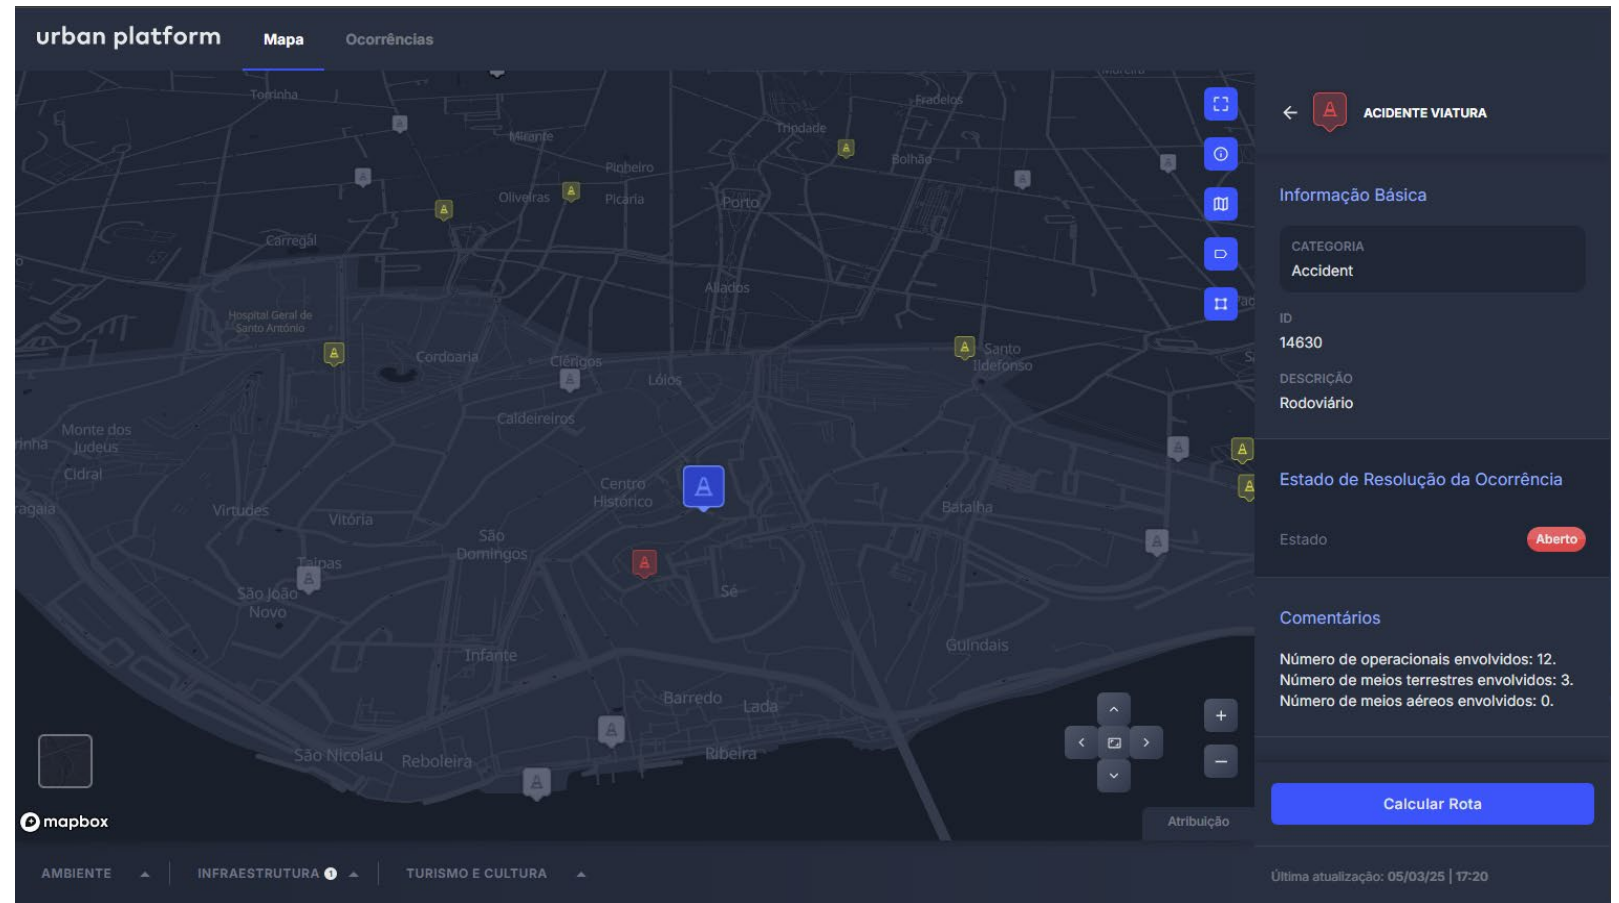 urban platform
Mapa
Ocorrências
Torrinha
Fradelos
Trindade
Mirante
Bolhão
Pinheiro
Oliveiras
Picaria
Porto
Carregal
Aliados
Hospital Geral de
Santo António
Cordoaria
Clérigos
Santo
Ildefonso
Lóios
Caldeireiros
Monte dos
Judeus
Cidral
Centro
Histórico
Virtudes
Vitória
Batalha
São
Domingos
Taipas
Sé
São João
Novo
Guindais
Infante
Barredo
Lada
São Nicolau
Reboleira
Ribeira
mapbox
Atribuição
AMBIENTE
INFRAESTRUTURA 1
TURISMO E CULTURA
ACIDENTE VIATURA
Informação Básica
CATEGORIA
Accident
ID
14630
DESCRIÇÃO
Rodoviário
Estado de Resolução da Ocorrência
Estado
Aberto
Comentários
Número de operacionais envolvidos: 12.
Número de meios terrestres envolvidos: 3.
Número de meios aéreos envolvidos: 0.
Calcular Rota
Última atualização: 05/03/25 | 17:20